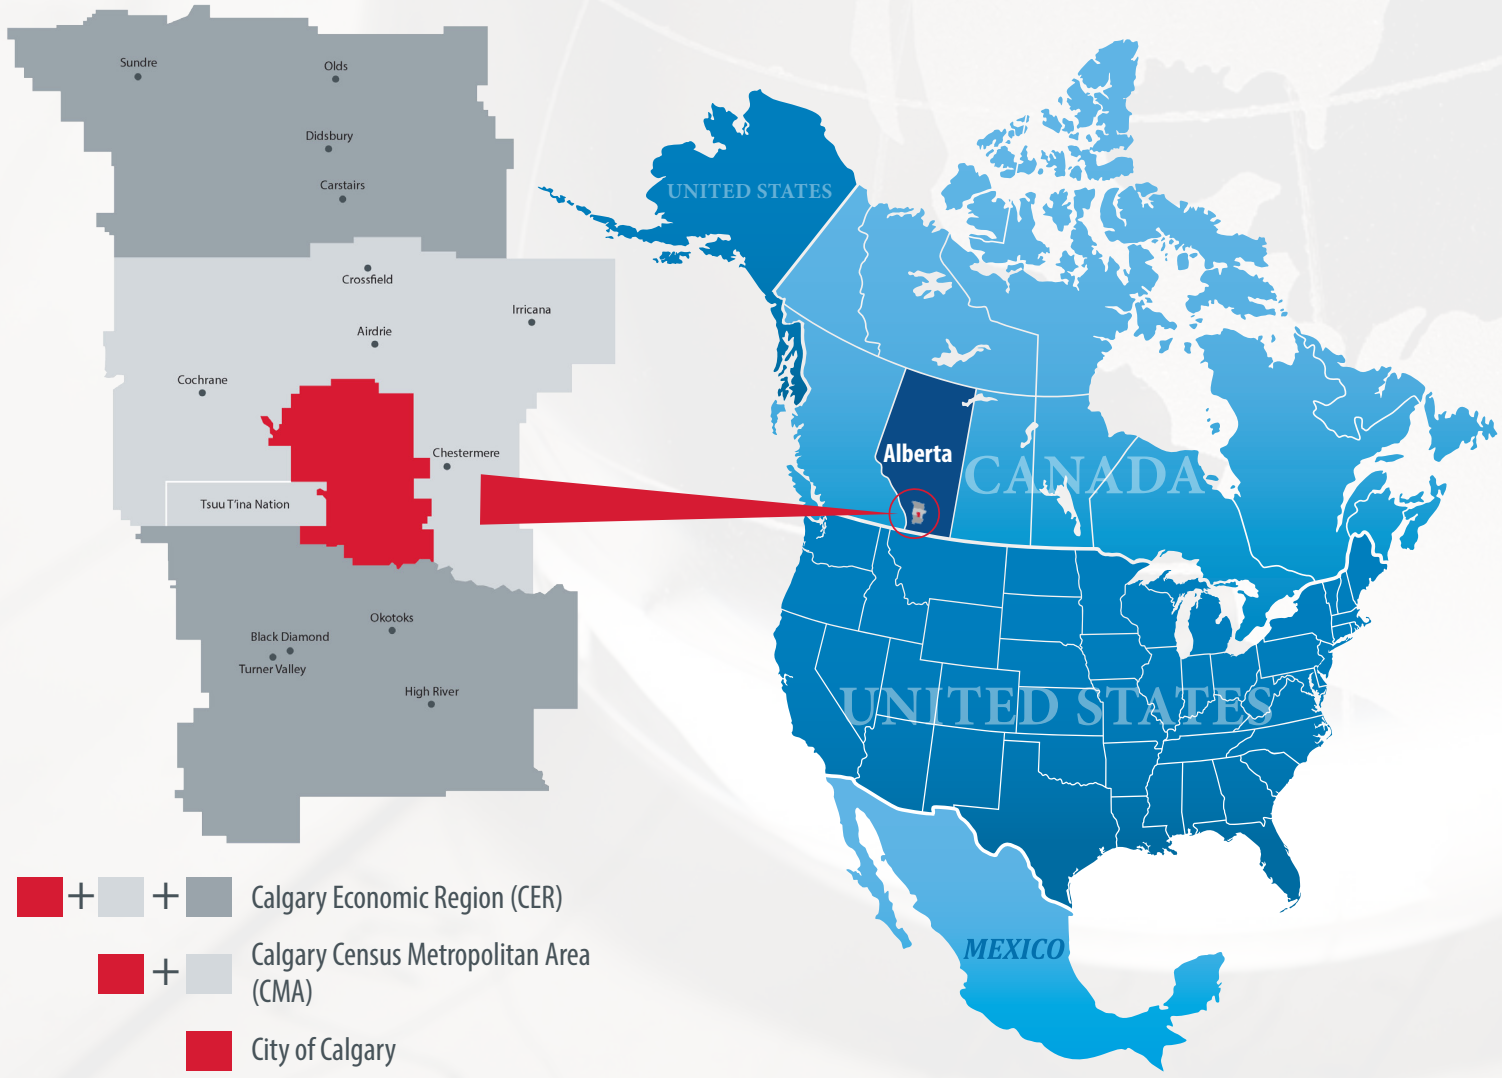 Sundre
Olds
Didsbury
Carstairs
Crossfield
Irricana
Airdrie
Cochrane
Chestermere
Tsuu T'ina Nation
Okotoks
Black Diamond
Turner Valley
High River
UNITED STATES
Alberta
CANADA
UNITED STATES
MEXICO
+ + Calgary Economic Region (CER)
+ Calgary Census Metropolitan Area
(CMA)
City of Calgary